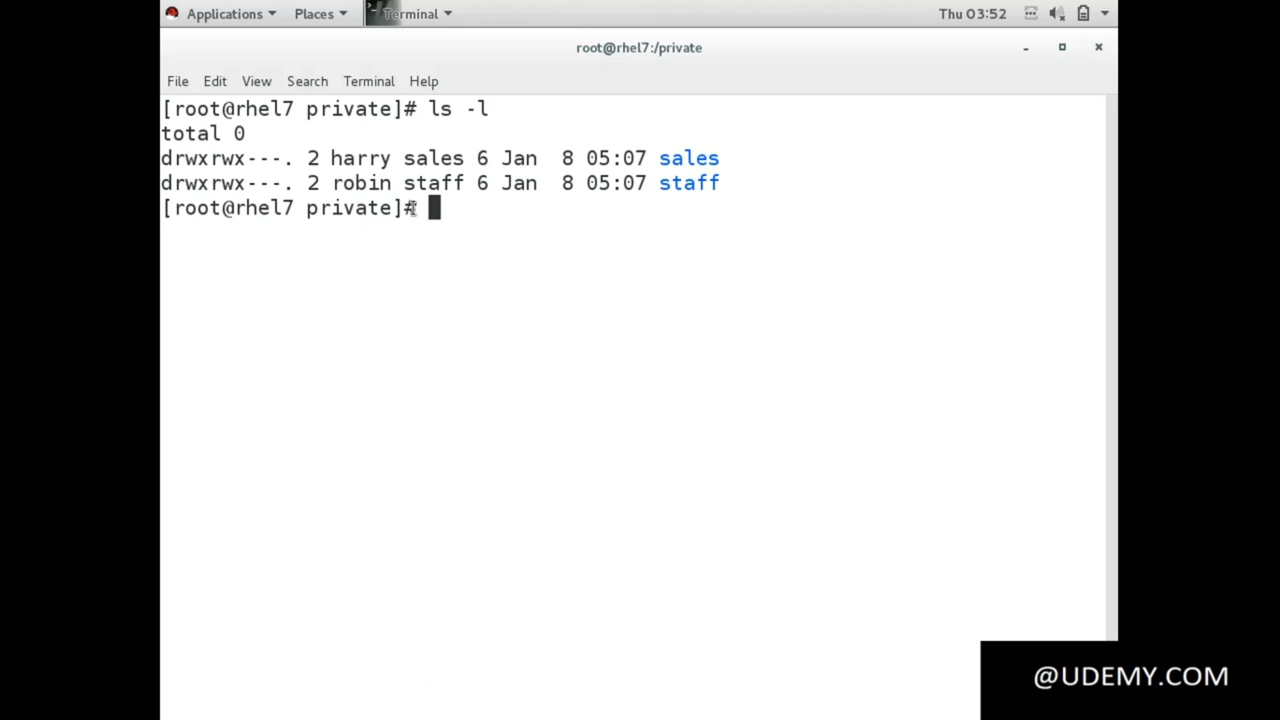 Applications Places Terminal Thu 03:52
root@rhel7:/private
File Edit View Search Terminal Help
[root@rhel7 private]# ls -l
total 0
drwxrwx---. 2 harry sales 6 Jan  8 05:07 sales
drwxrwx---. 2 robin staff 6 Jan  8 05:07 staff
[root@rhel7 private]#
@UDEMY.COM